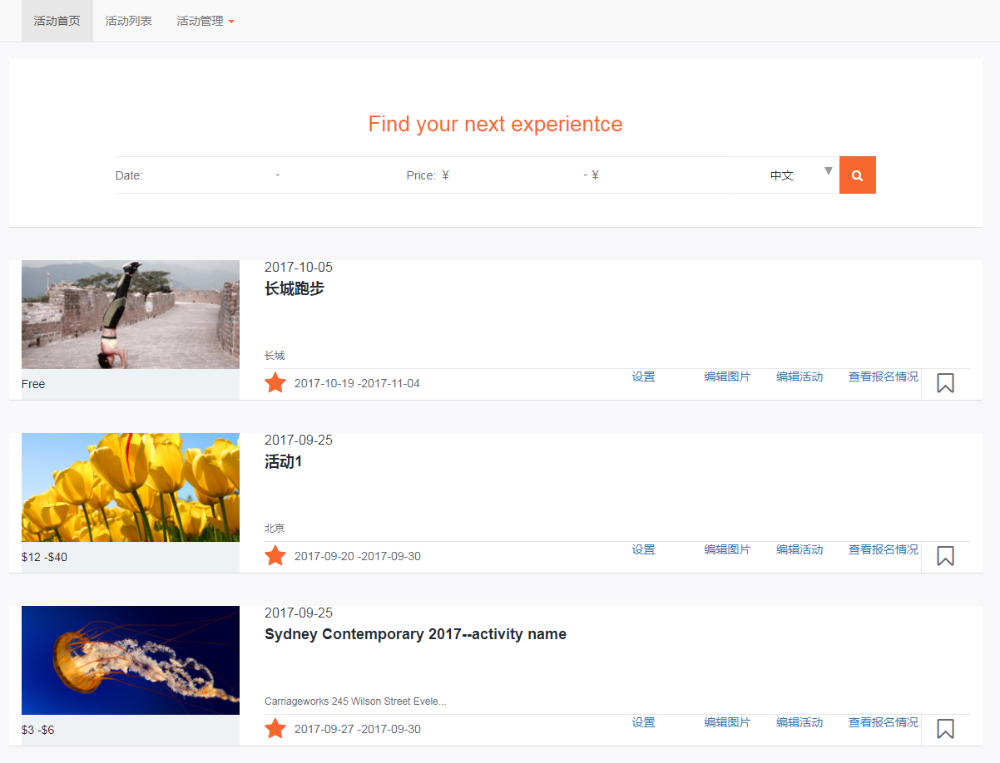 活动首页 活动列表 活动管理
Find your next experientce
Date: - Price: ¥ - ¥ 中文
2017-10-05
长城跑步
长城
Free 2017-10-19 -2017-11-04 设置 编辑图片 编辑活动 查看报名情况
2017-09-25
活动1
北京
$12 -$40 2017-09-20 -2017-09-30 设置 编辑图片 编辑活动 查看报名情况
2017-09-25
Sydney Contemporary 2017--activity name
Carriageworks 245 Wilson Street Evele...
$3 -$6 2017-09-27 -2017-09-30 设置 编辑图片 编辑活动 查看报名情况